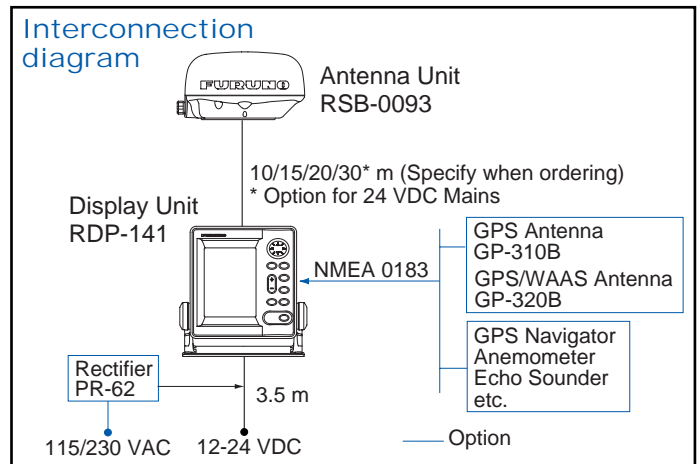 Interconnection
diagram
FURUNO
Antenna Unit
RSB-0093
10/15/20/30* m (Specify when ordering)
* Option for 24 VDC Mains
Display Unit
RDP-141
NMEA 0183
GPS Antenna
GP-310B
GPS/WAAS Antenna
GP-320B
GPS Navigator
Anemometer
Echo Sounder
etc.
Rectifier
PR-62
3.5 m
115/230 VAC
12-24 VDC
Option